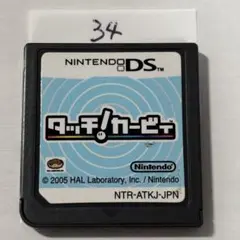 34
NINTENDO DS
タッチ!カービィ
Nintendo
© 2005 HAL Laboratory, Inc. / Nintendo
NTR-ATKJ-JPN